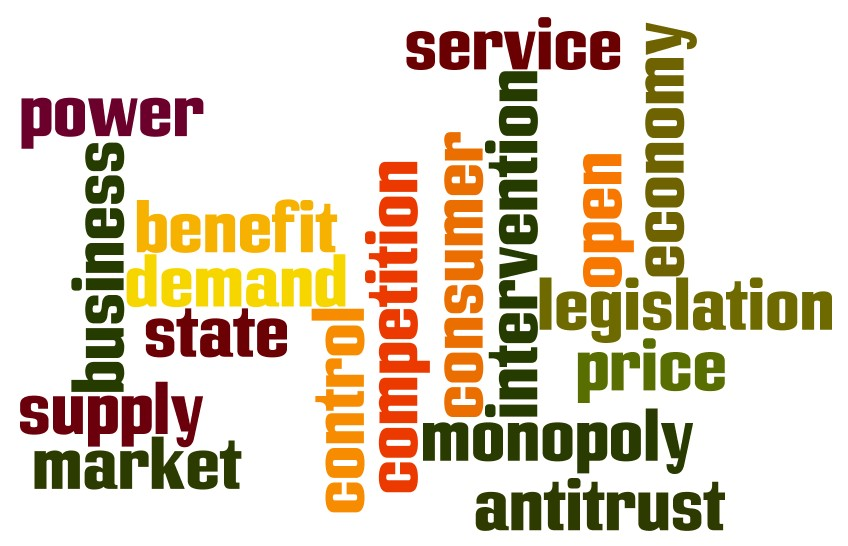 service
power
economy
business
benefit
demand
state
control
competition
consumer
intervention
open
legislation
price
supply
market
monopoly
antitrust